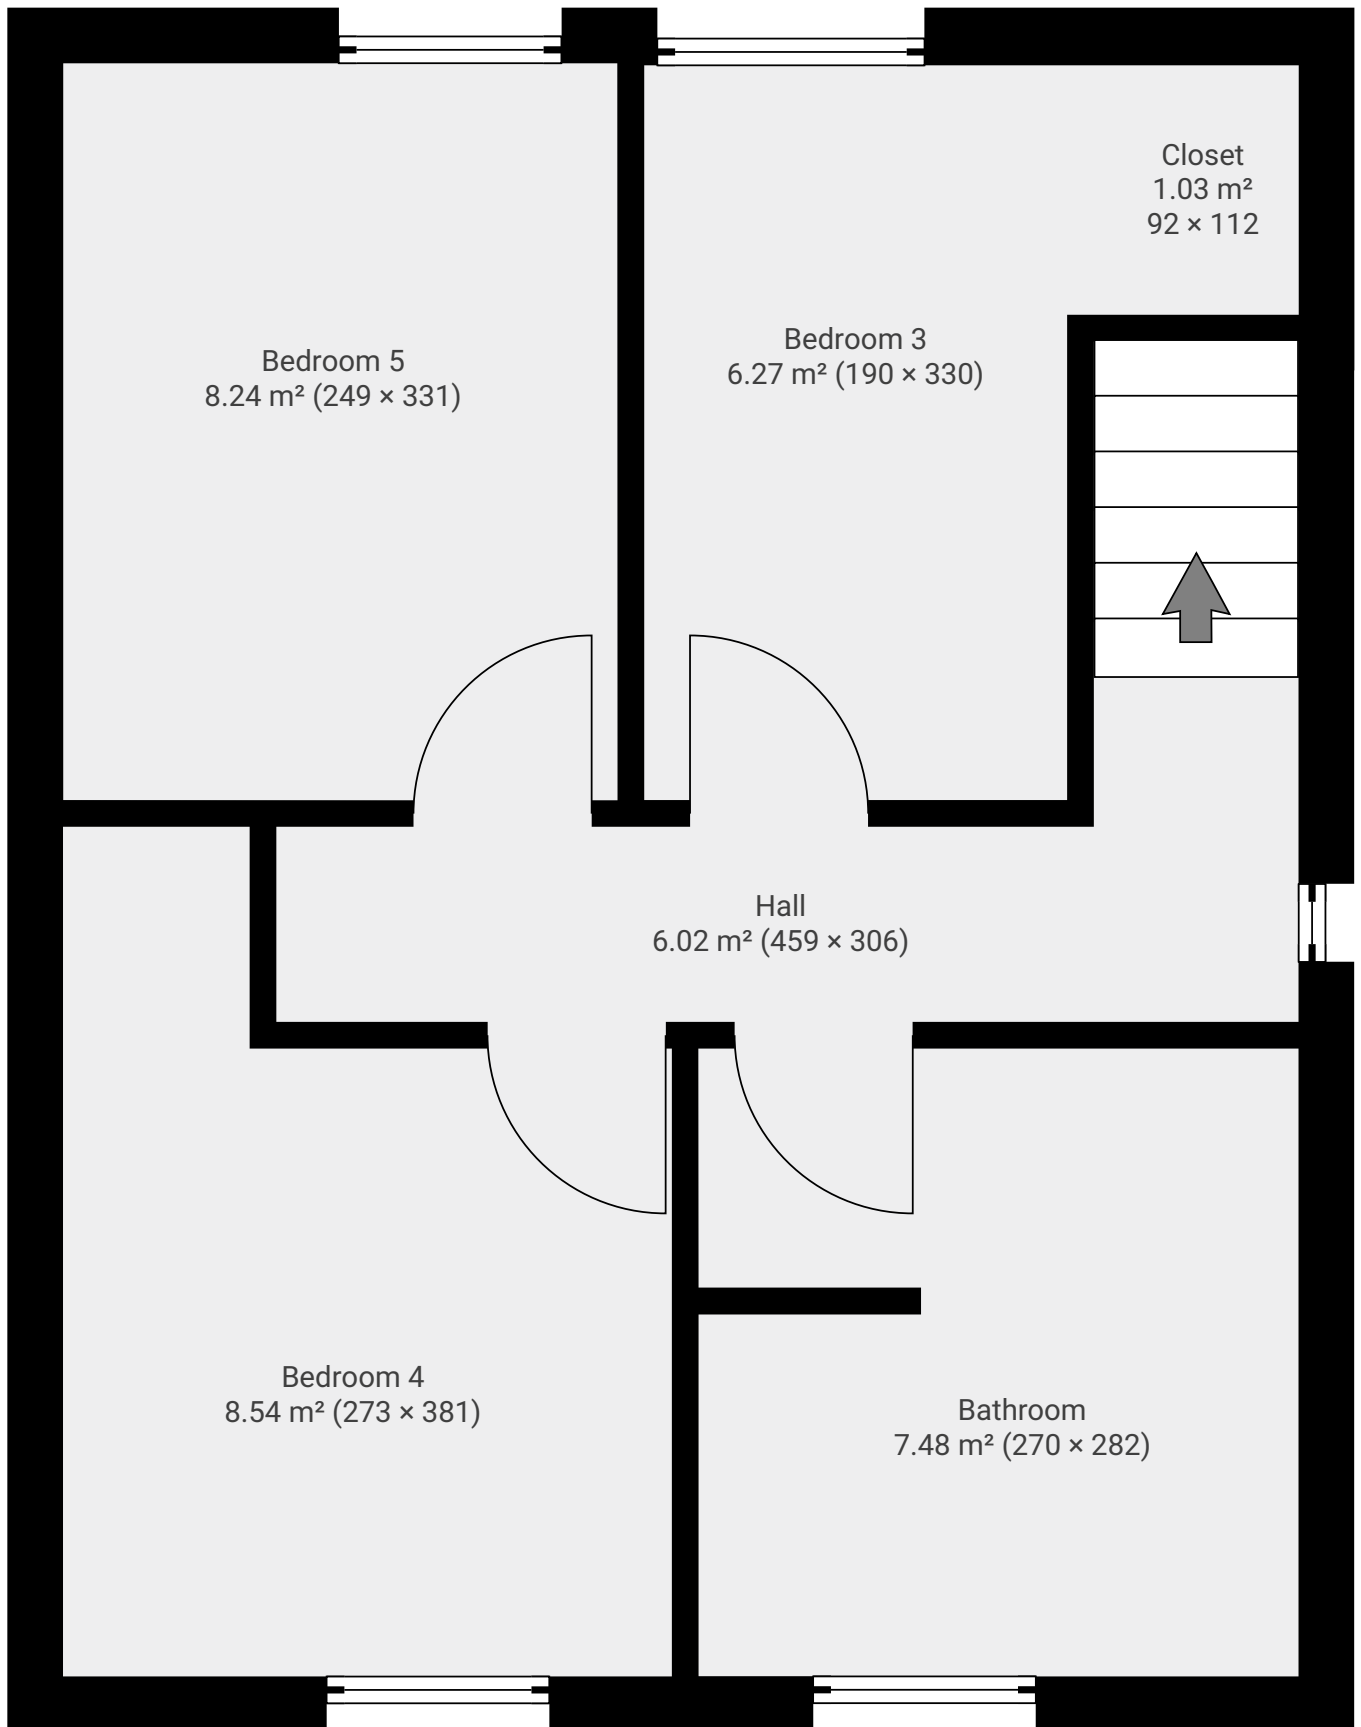 Closet
1.03 m²
92 × 112
Bedroom 3
6.27 m² (190 × 330)
Bedroom 5
8.24 m² (249 × 331)
Hall
6.02 m² (459 × 306)
Bedroom 4
8.54 m² (273 × 381)
Bathroom
7.48 m² (270 × 282)